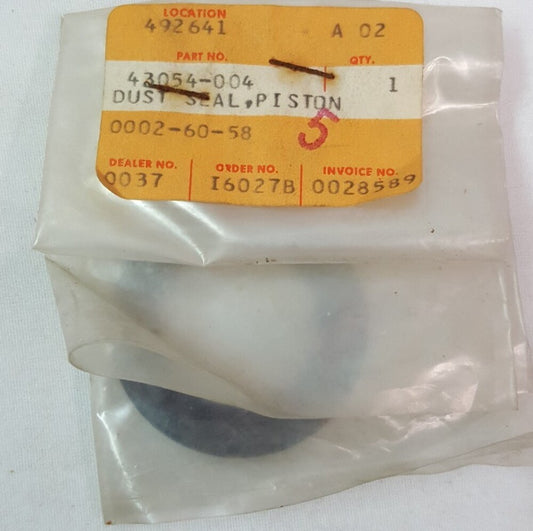 LOCATION
492641 A 02
PART NO. QTY.
43054-004 1
DUST SEAL, PISTON
0002-60-58 5
DEALER NO. ORDER NO. INVOICE NO.
0037 I6027B 0028589